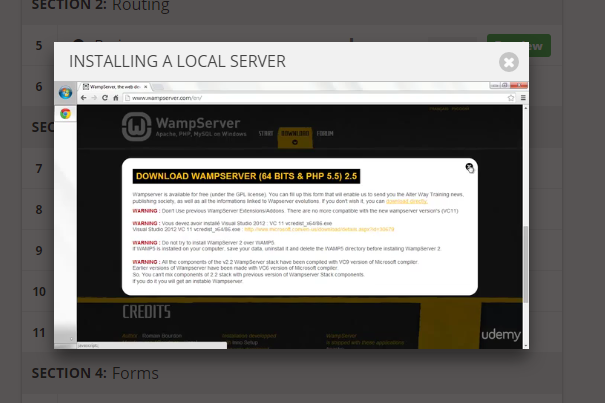 SECTION 2: Routing
5
6
INSTALLING A LOCAL SERVER
WampServer, the web de
www.wampserver.com/en/
WampServer
Apache, PHP, MySQL on Windows
START DOWNLOAD FORUM
DOWNLOAD WAMPSERVER (64 BITS & PHP 5.5) 2.5
Wampserver is available for free (under the GPL license). You can fill up this form that will enable us to send you the Alter Way Training news,
publishing society, as well as all the informations linked to Wapserver evolutions. If you don't wish it, you can download directly.
WARNING : Don't Use previous WampServer Extensions/Addons. There are no more compatible with the new wampserver version's (VC11)
WARNING : Vous devez avoir installé Visual Studio 2012 : VC 11 vcredist_x64/86.exe
Visual Studio 2012 VC 11 vcredist_x64/86.exe :
WARNING : Do not try to install WampServer 2 over WAMP5.
If WAMP5 is installed on your computer, save your data, uninstall it and delete the WAMP5 directory before installing WampServer 2.
WARNING : All the components of the v2.2 WampServer stack have been compiled with VC9 version of Microsoft compiler
Earlier versions of Wampserver have been made with VC6 version of Microsoft compiler
So, You can't mix components of 2.2 stack with previous version of Wampserver Stack components.
If you do it you will get an instable Wampserver
7
8
9
10
11
CREDITS
udemy
SECTION 4: Forms